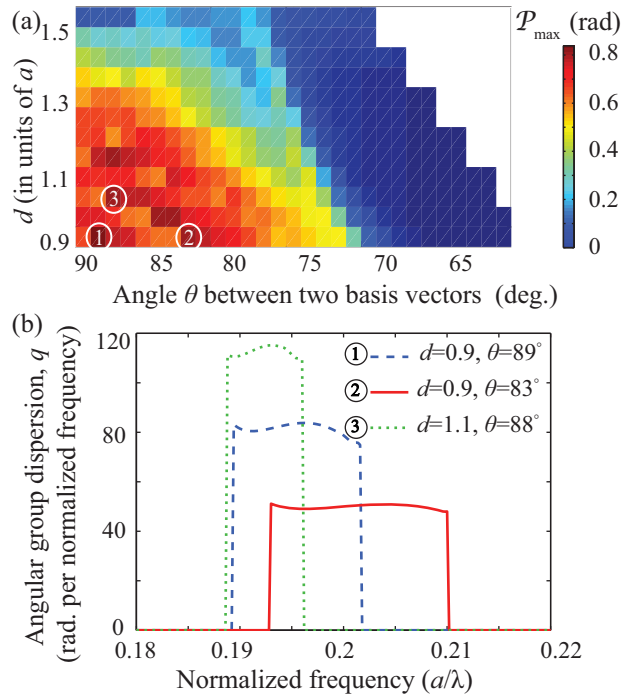 (a)
𝒫max (rad)
1.5
1.3
1.1
0.9
d (in units of a)
3
1
2
0.8
0.6
0.4
0.2
0
90 85 80 75 70 65
Angle θ between two basis vectors (deg.)
(b)
120
80
40
0
Angular group dispersion, q
(rad. per normalized frequency)
① d=0.9, θ=89°
② d=0.9, θ=83°
③ d=1.1, θ=88°
0.18 0.19 0.2 0.21 0.22
Normalized frequency (a/λ)